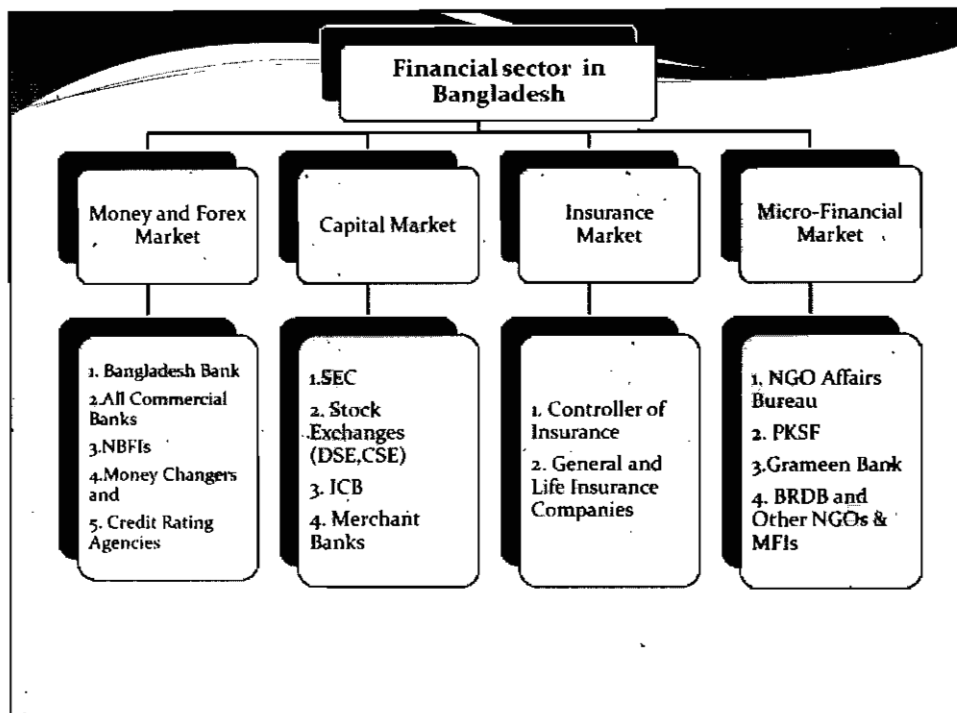 Financial sector in
Bangladesh
Money and Forex
Market
Capital Market
Insurance
Market
Micro-Financial
Market
1. Bangladesh Bank
2.All Commercial
Banks
3.NBFIs
4.Money Changers
and
5. Credit Rating
Agencies
1.SEC
2. Stock
Exchanges
(DSE,CSE)
3. ICB
4. Merchant
Banks
1. Controller of
Insurance
2. General and
Life Insurance
Companies
1. NGO Affairs
Bureau
2. PKSF
3.Grameen Bank
4. BRDB and
Other NGOs &
MFIs